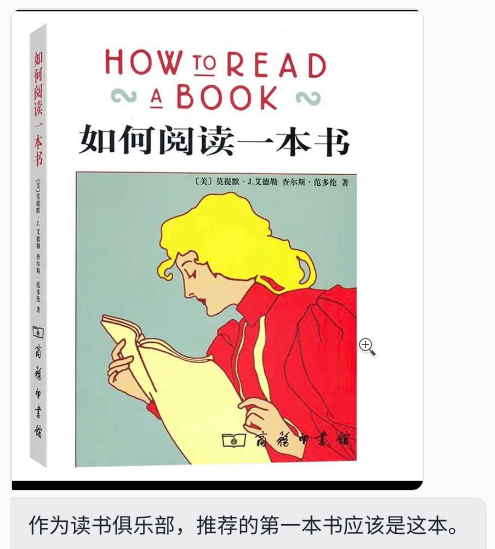 HOW TO READ
A BOOK
如何阅读一本书
〔美〕莫提默·J.艾德勒 查尔斯·范多伦 著
如何阅读一本书
〔美〕莫提默·J.艾德勒 查尔斯·范多伦 著
商务印书馆
商务印书馆
作为读书俱乐部，推荐的第一本书应该是这本。